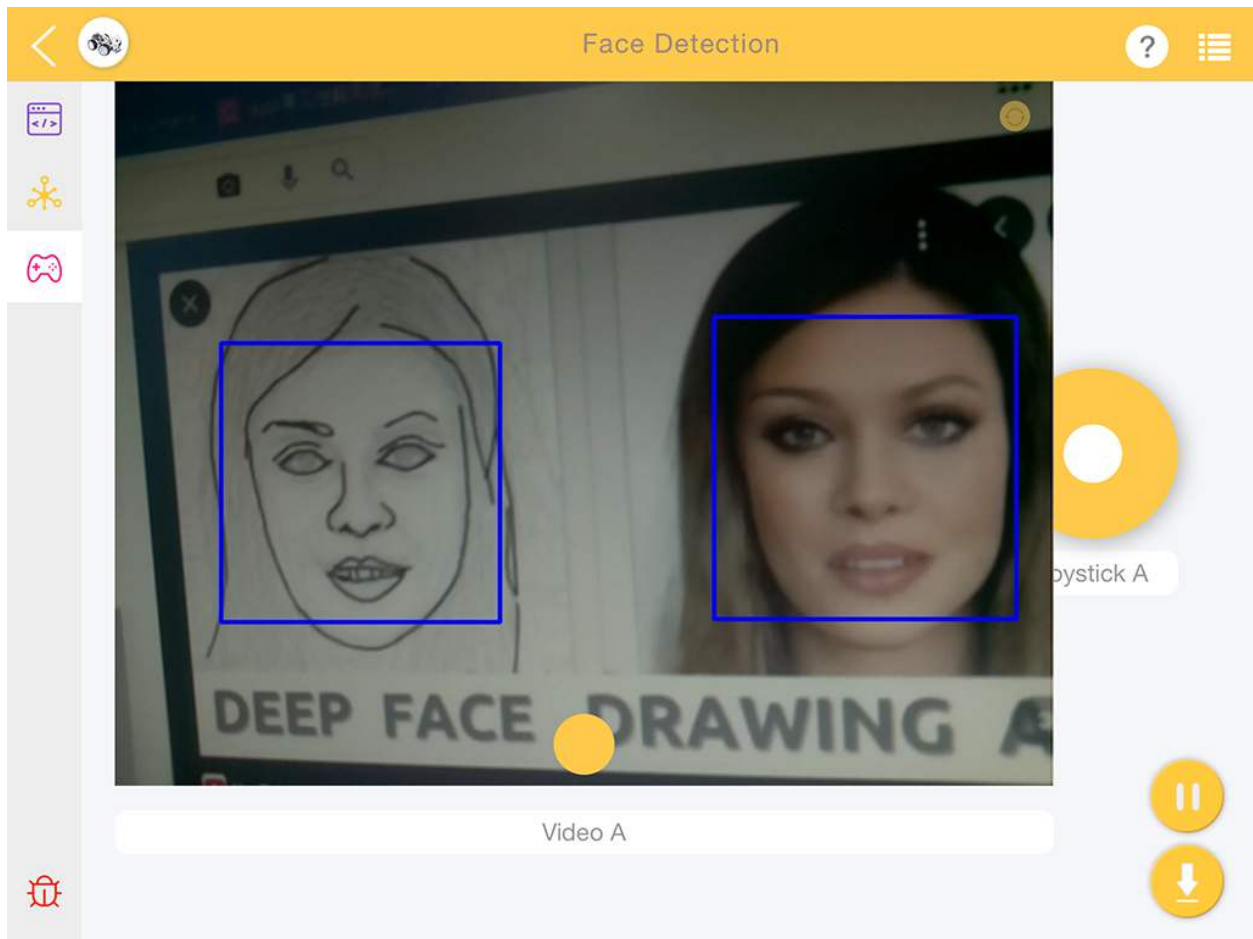 Face Detection
?
</>
DEEP FACE DRAWING A
oystick A
Video A